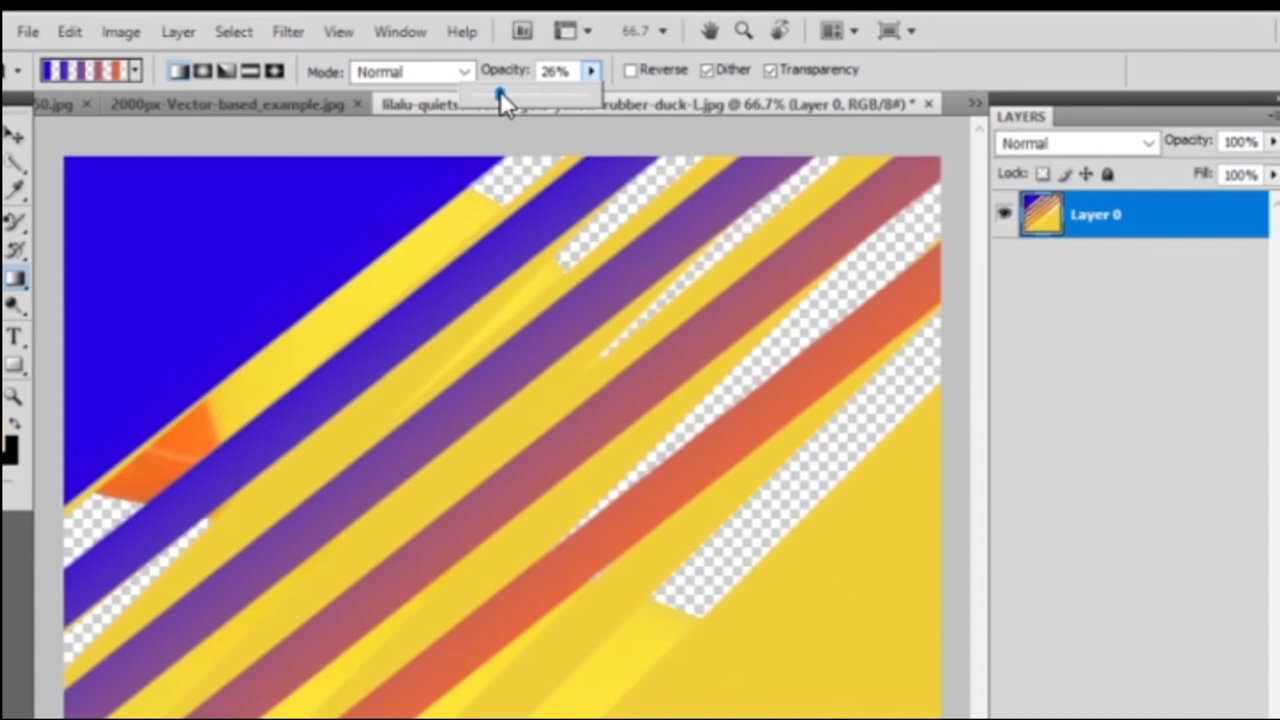 File Edit Image Layer Select Filter View Window Help Br 66.7
Mode: Normal Opacity: 26% Reverse Dither Transparency
50.jpg × 2000px-Vector-based_example.jpg × rubber-duck-L.jpg @ 66.7% (Layer 0, RGB/8#) * ×
LAYERS
Normal Opacity: 100%
Lock: Fill: 100%
Layer 0
T